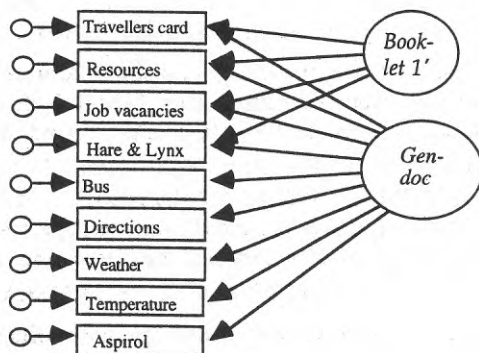 Travellers card
Resources
Job vacancies
Hare & Lynx
Bus
Directions
Weather
Temperature
Aspirol
Book-
let 1'
Gen-
doc